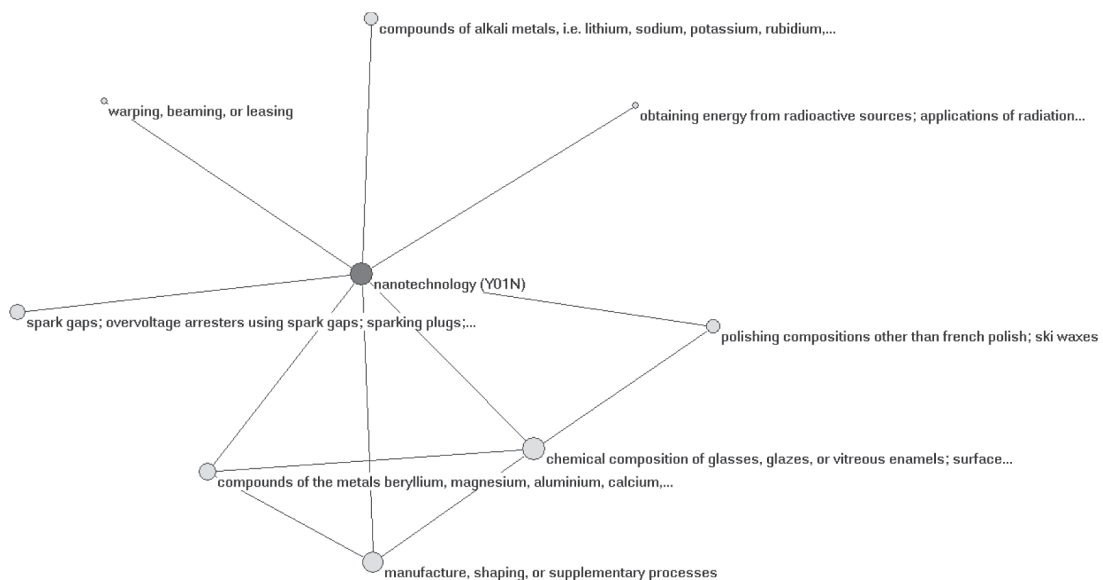 compounds of alkali metals, i.e. lithium, sodium, potassium, rubidium,...
warping, beaming, or leasing
obtaining energy from radioactive sources; applications of radiation...
nanotechnology (Y01N)
spark gaps; overvoltage arresters using spark gaps; sparking plugs;...
polishing compositions other than french polish; ski waxes
chemical composition of glasses, glazes, or vitreous enamels; surface...
compounds of the metals beryllium, magnesium, aluminium, calcium,...
manufacture, shaping, or supplementary processes